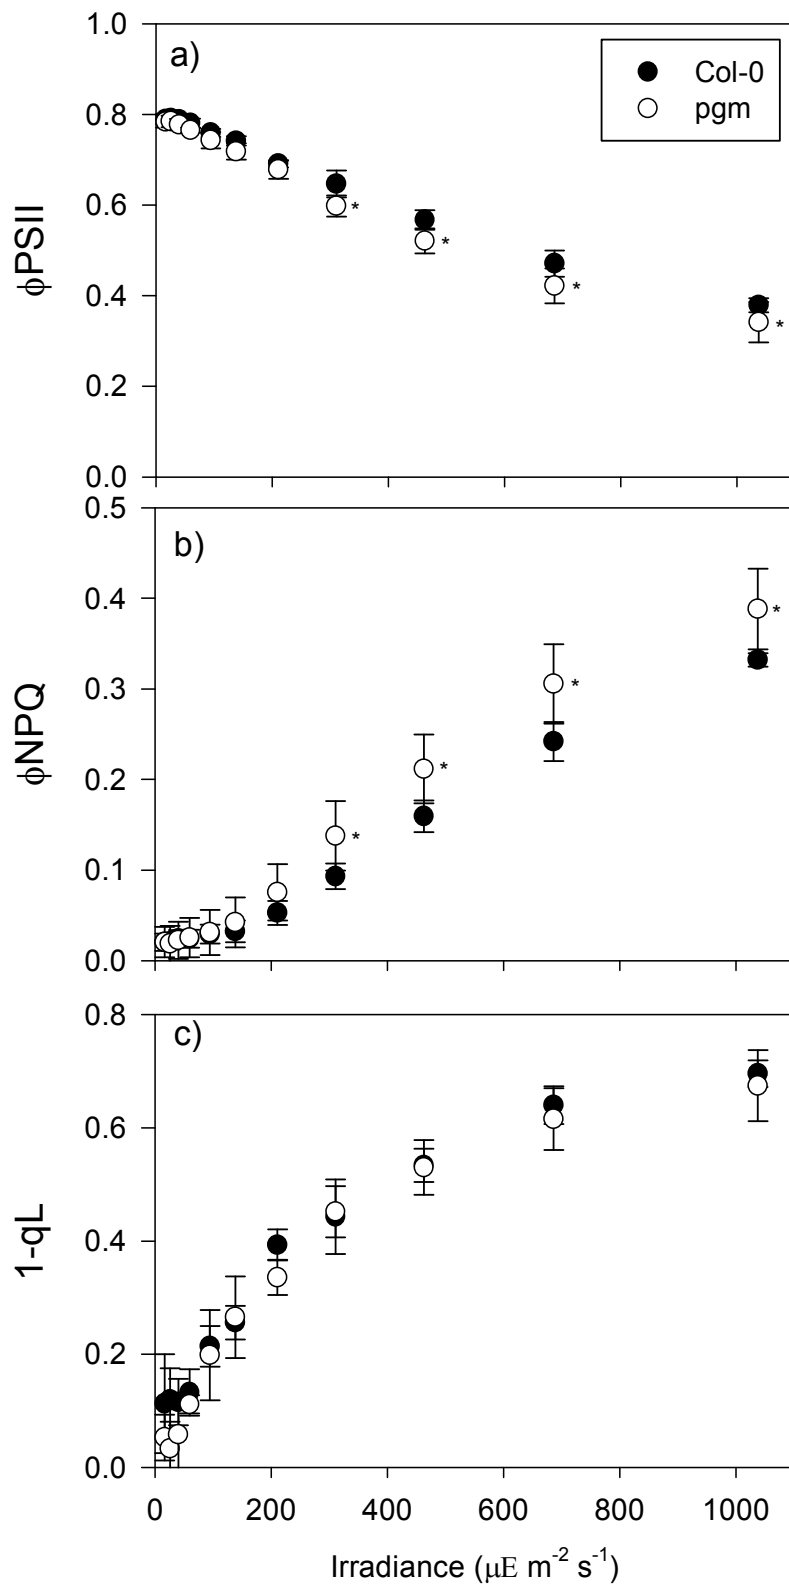 a)
Col-0
pgm
1.0
0.8
0.6
0.4
0.2
0.0
ϕPSII
* * * *
b)
0.5
0.4
0.3
0.2
0.1
0.0
ϕNPQ
* * * *
c)
0.8
0.6
0.4
0.2
0.0
1-qL
0 200 400 600 800 1000
Irradiance (μE m⁻² s⁻¹)